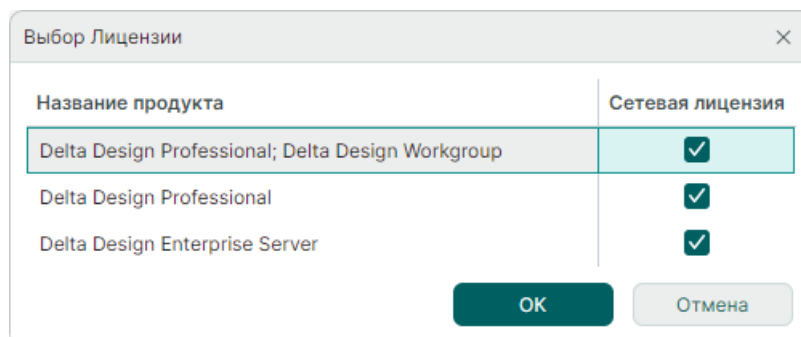 Выбор Лицензии
Название продукта Сетевая лицензия
Delta Design Professional; Delta Design Workgroup
Delta Design Professional
Delta Design Enterprise Server
ОК Отмена